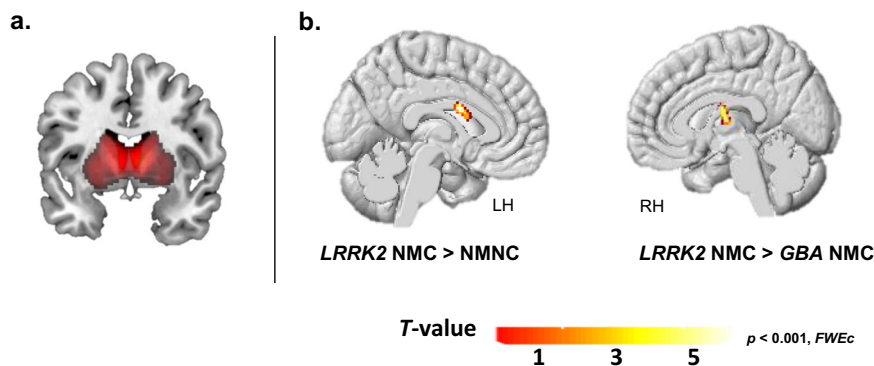 a.
b.
LH
RH
LRRK2 NMC > NMNC
LRRK2 NMC > GBA NMC
T-value
p < 0.001, FWEc
1 3 5